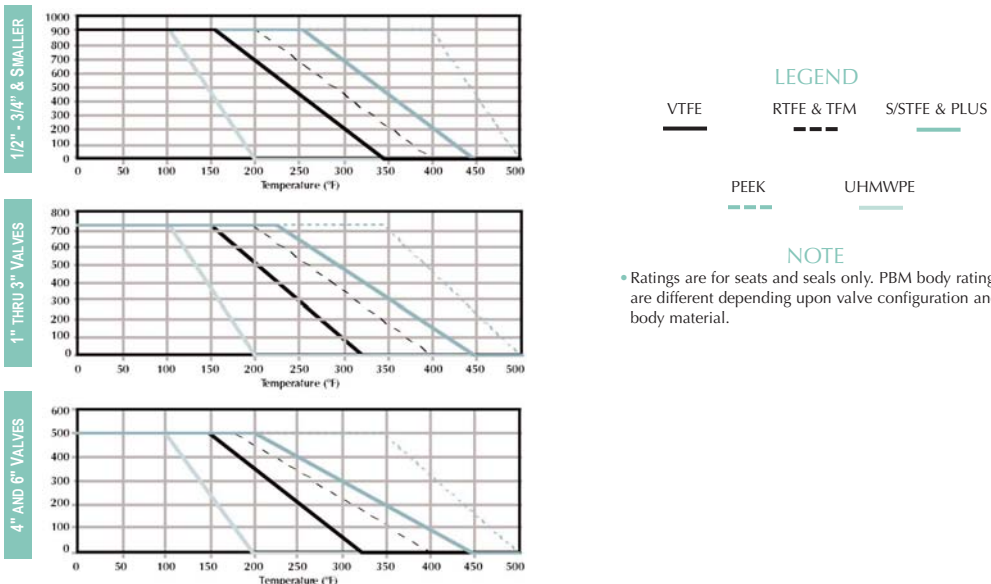 1/2" - 3/4" & SMALLER
1000
900
800
700
600
500
400
300
200
100
0
0 50 100 150 200 250 300 350 400 450 500
Temperature (°F)
1" THRU 3" VALVES
800
700
600
500
400
300
200
100
0
0 50 100 150 200 250 300 350 400 450 500
Temperature (°F)
4" AND 6" VALVES
600
500
400
300
200
100
0
0 50 100 150 200 250 300 350 400 450 500
Temperature (°F)
LEGEND
VTFE RTFE & TFM S/STFE & PLUS
PEEK UHMWPE
NOTE
• Ratings are for seats and seals only. PBM body rating
are different depending upon valve configuration an
body material.